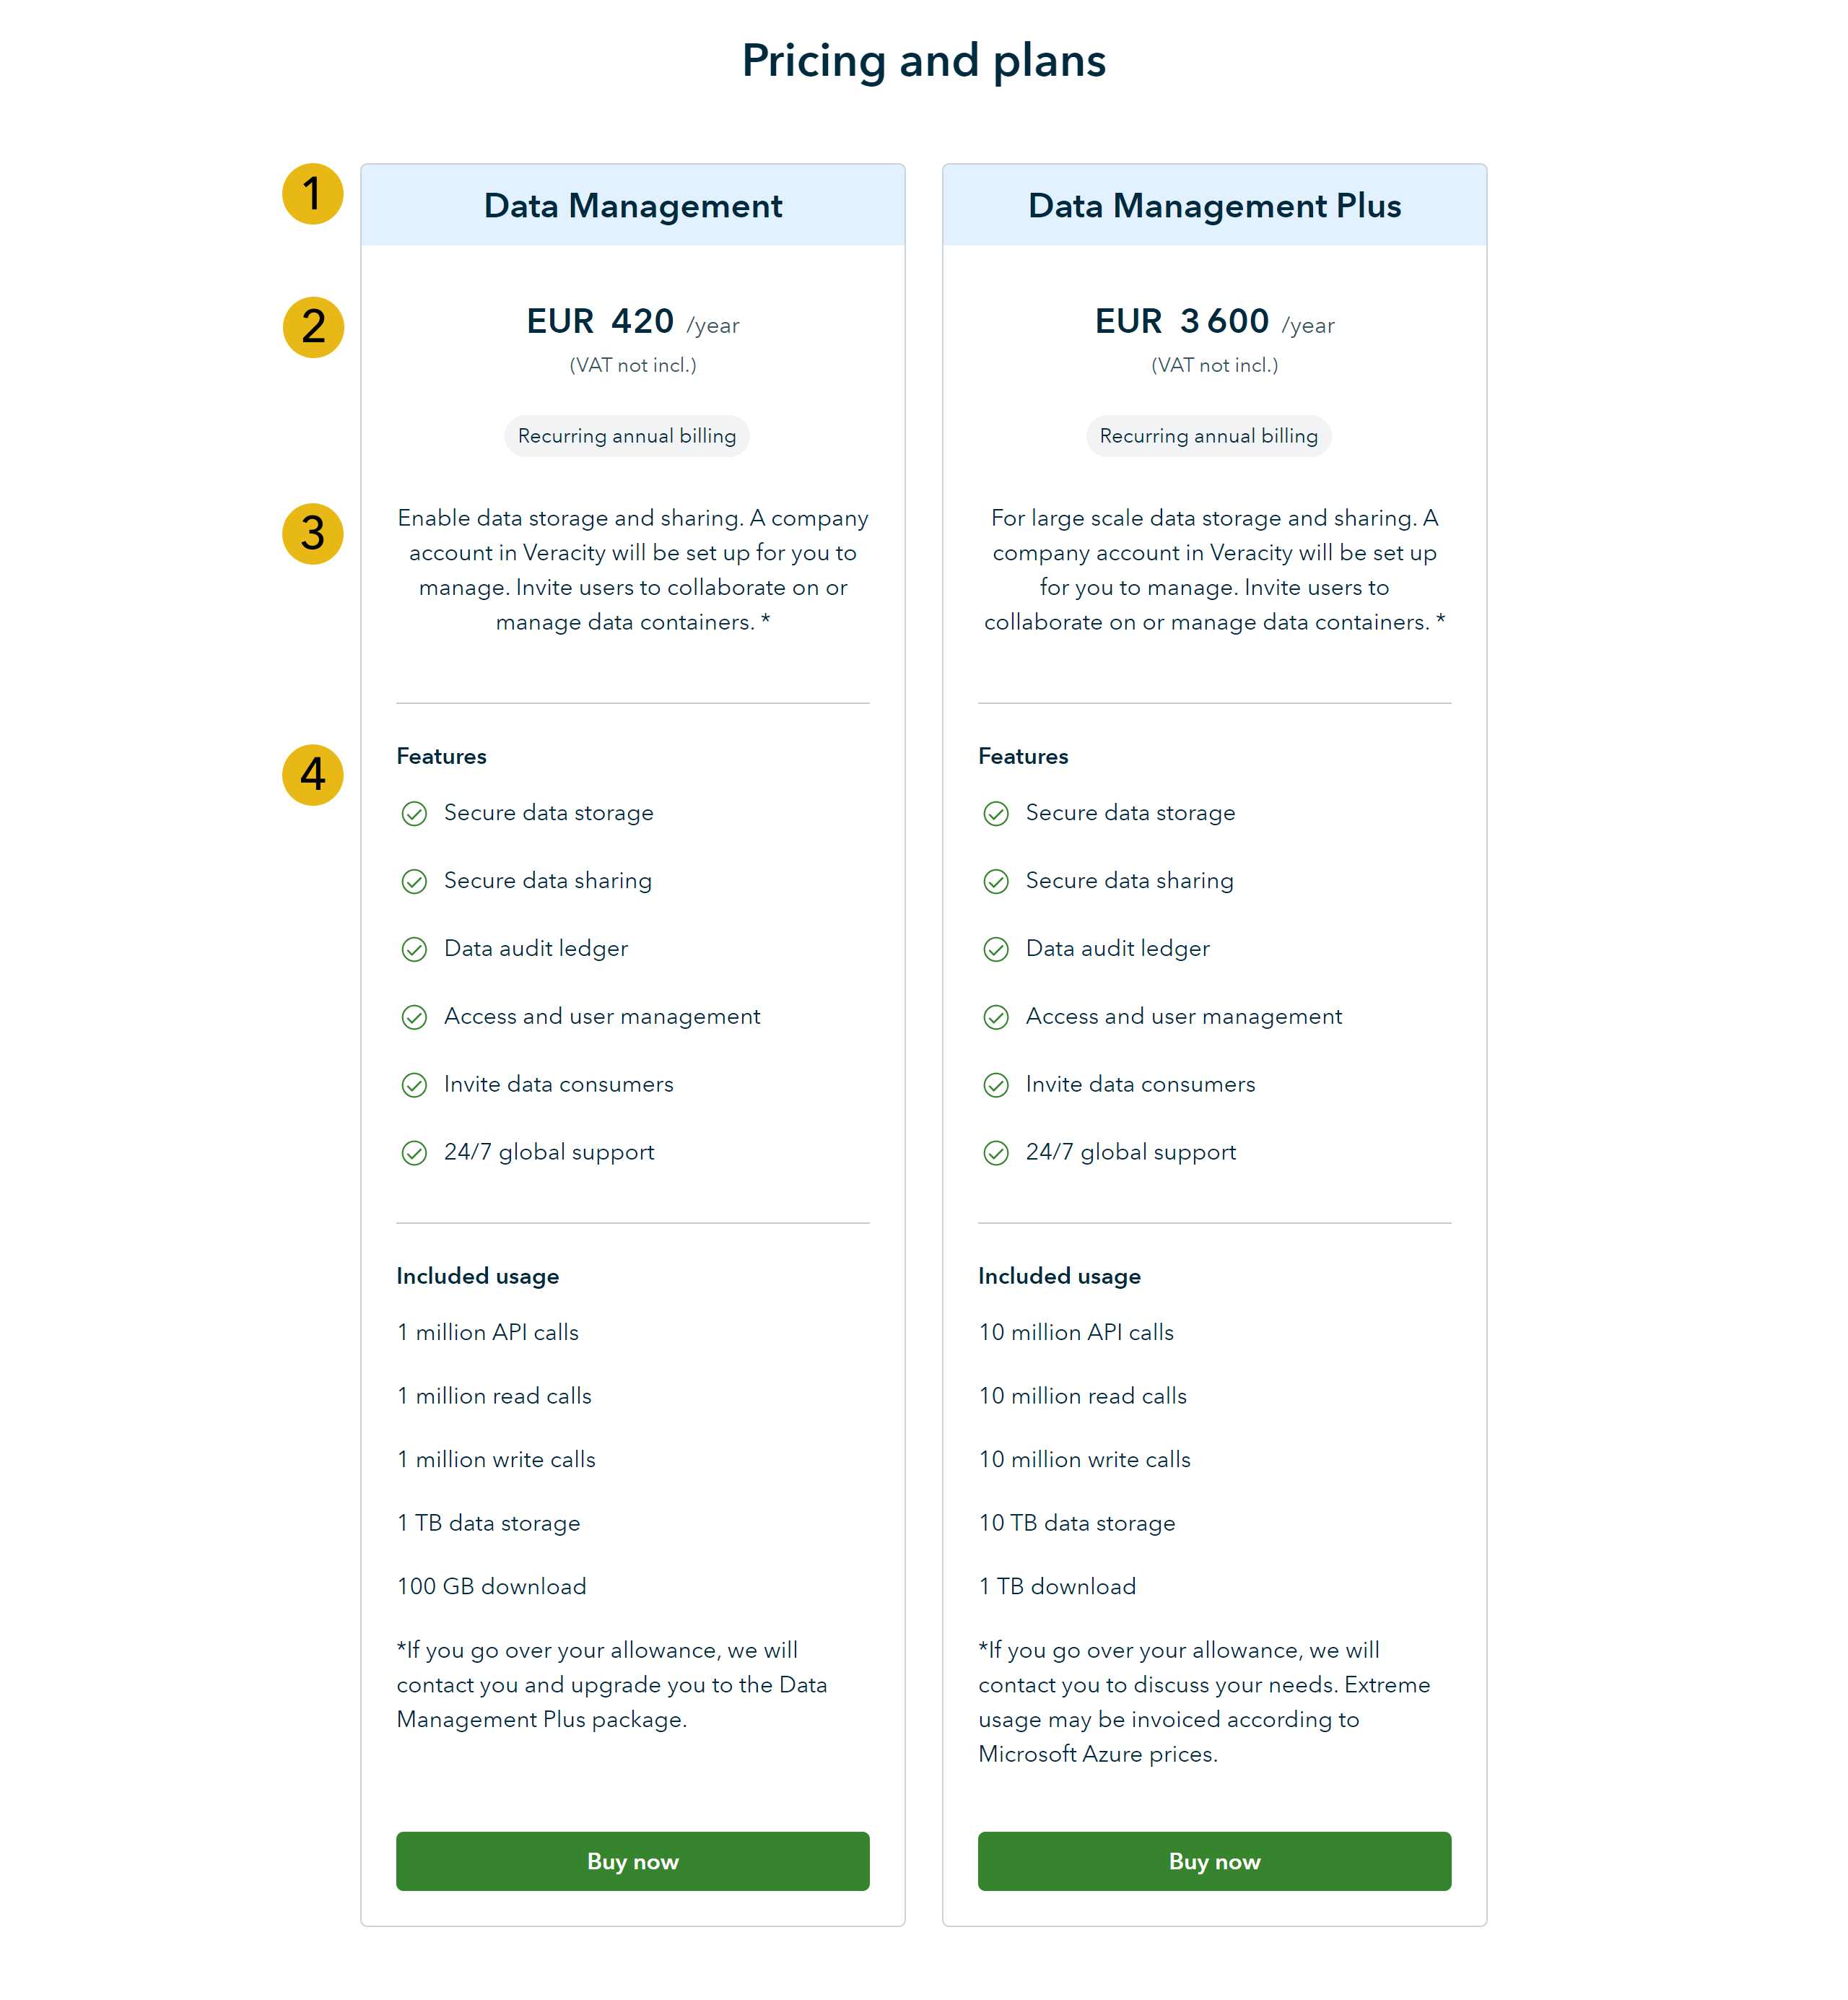 Pricing and plans
1
Data Management
2
EUR 420 /year
(VAT not incl.)
Recurring annual billing
3
Enable data storage and sharing. A company
account in Veracity will be set up for you to
manage. Invite users to collaborate on or
manage data containers. *
4
Features
Secure data storage
Secure data sharing
Data audit ledger
Access and user management
Invite data consumers
24/7 global support
Included usage
1 million API calls
1 million read calls
1 million write calls
1 TB data storage
100 GB download
*If you go over your allowance, we will
contact you and upgrade you to the Data
Management Plus package.
Buy now
Data Management Plus
EUR 3 600 /year
(VAT not incl.)
Recurring annual billing
For large scale data storage and sharing. A
company account in Veracity will be set up
for you to manage. Invite users to
collaborate on or manage data containers. *
Features
Secure data storage
Secure data sharing
Data audit ledger
Access and user management
Invite data consumers
24/7 global support
Included usage
10 million API calls
10 million read calls
10 million write calls
10 TB data storage
1 TB download
*If you go over your allowance, we will
contact you to discuss your needs. Extreme
usage may be invoiced according to
Microsoft Azure prices.
Buy now